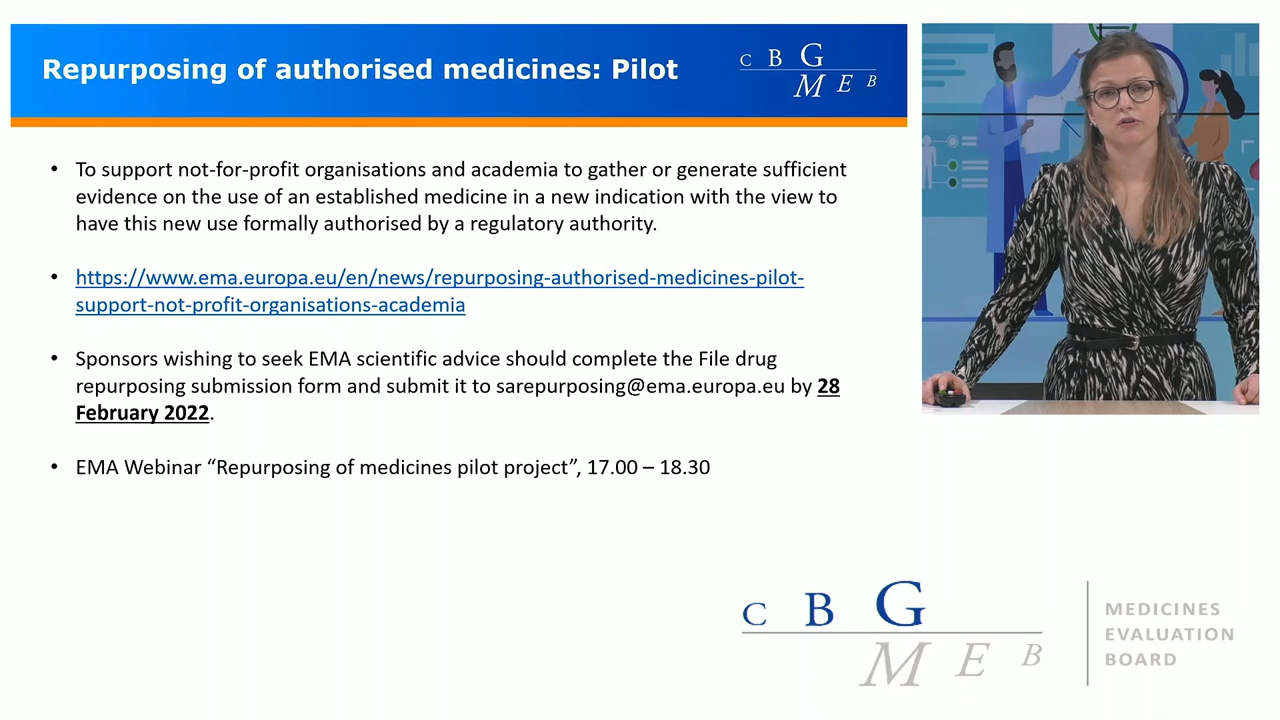 Repurposing of authorised medicines: Pilot
C B G
M E B
• To support not-for-profit organisations and academia to gather or generate sufficient
evidence on the use of an established medicine in a new indication with the view to
have this new use formally authorised by a regulatory authority.
• https://www.ema.europa.eu/en/news/repurposing-authorised-medicines-pilot-
support-not-profit-organisations-academia
• Sponsors wishing to seek EMA scientific advice should complete the File drug
repurposing submission form and submit it to sarepurposing@ema.europa.eu by 28
February 2022.
• EMA Webinar “Repurposing of medicines pilot project”, 17.00 – 18.30
C B G
M E B
MEDICINES
EVALUATION
BOARD